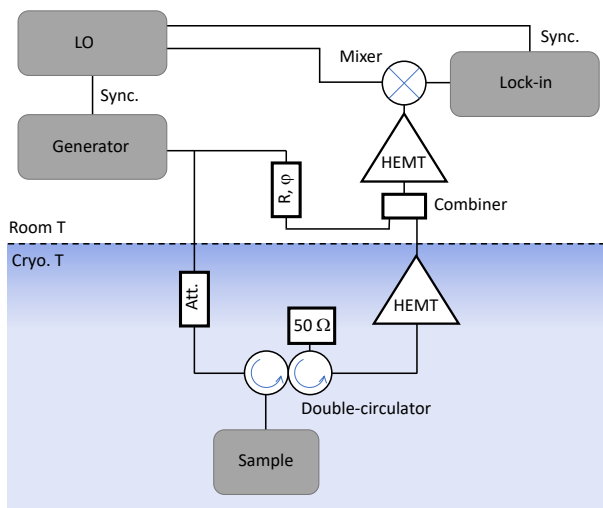 LO
Mixer
Sync.
Lock-in
Sync.
Generator
HEMT
R, φ
Combiner
Room T
Cryo. T
Att.
HEMT
50 Ω
Double-circulator
Sample